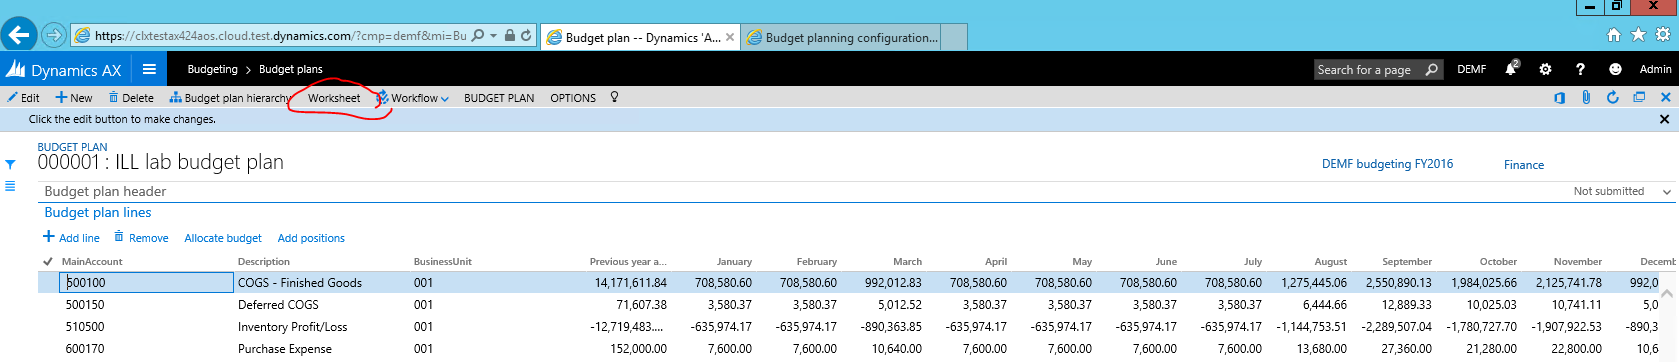 https://clxtestax424aos.cloud.test.dynamics.com/?cmp=demf&mi=Bu
Budget plan -- Dynamics 'A...
Budget planning configuration...
Dynamics AX
Budgeting > Budget plans
Search for a page
DEMF
2
?
Admin
Edit New Delete Budget plan hierarchy Worksheet Workflow BUDGET PLAN OPTIONS
Click the edit button to make changes.
BUDGET PLAN
000001 : ILL lab budget plan
DEMF budgeting FY2016 Finance
Budget plan header Not submitted
Budget plan lines
Add line Remove Allocate budget Add positions
MainAccount Description BusinessUnit Previous year a... January February March April May June July August September October November Decemb
500100 COGS - Finished Goods 001 14,171,611.84 708,580.60 708,580.60 992,012.83 708,580.60 708,580.60 708,580.60 708,580.60 1,275,445.06 2,550,890.13 1,984,025.66 2,125,741.78 992,0
500150 Deferred COGS 001 71,607.38 3,580.37 3,580.37 5,012.52 3,580.37 3,580.37 3,580.37 3,580.37 6,444.66 12,889.33 10,025.03 10,741.11 5,0
510500 Inventory Profit/Loss 001 -12,719,483.... -635,974.17 -635,974.17 -890,363.85 -635,974.17 -635,974.17 -635,974.17 -635,974.17 -1,144,753.51 -2,289,507.04 -1,780,727.70 -1,907,922.53 -890,3
600170 Purchase Expense 001 152,000.00 7,600.00 7,600.00 10,640.00 7,600.00 7,600.00 7,600.00 7,600.00 13,680.00 27,360.00 21,280.00 22,800.00 10,6